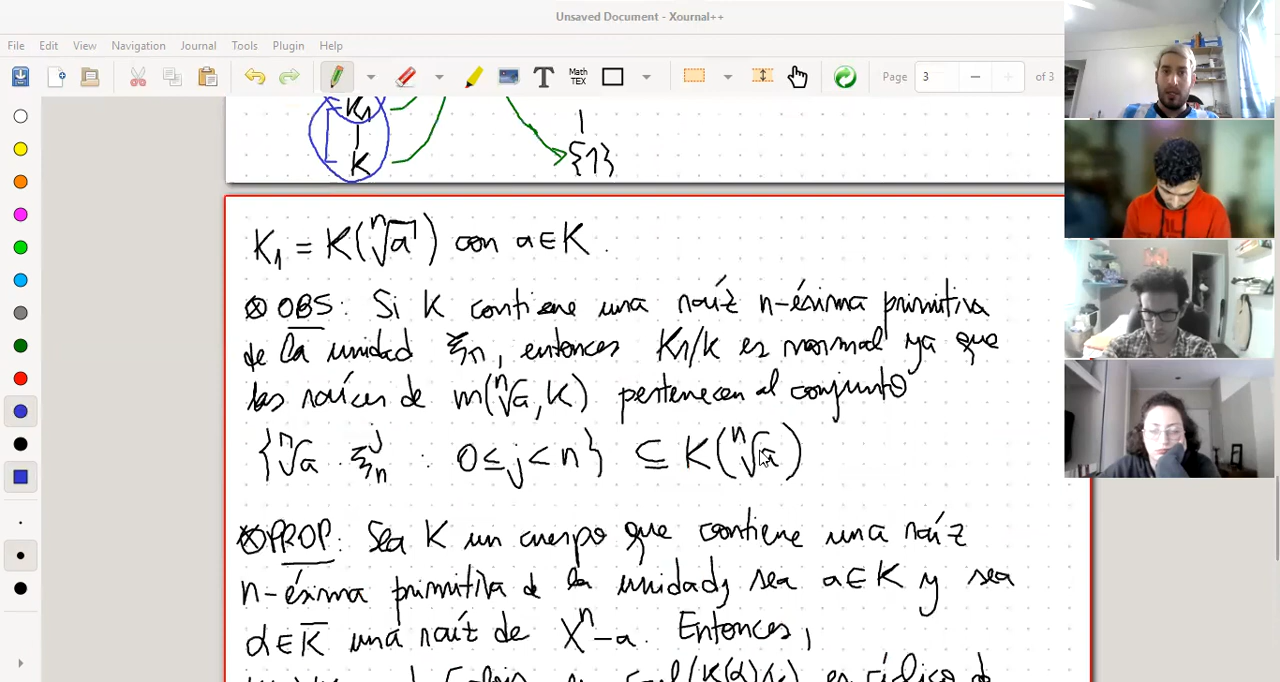 Unsaved Document - Xournal++
File Edit View Navigation Journal Tools Plugin Help
Math
TEX
Page 3 of 3
K₁
K {1}
K₁ = K(ⁿ√a) con a ∈ K.
OBS: Si K contiene una raíz n-ésima primitiva
de la unidad ξₙ, entonces K₁/K es normal ya que
las raíces de m(ⁿ√a, K) pertenecen al conjunto
{ⁿ√a ξₙʲ : 0 ≤ j < n} ⊆ K(ⁿ√a)
PROP: Sea K un cuerpo que contiene una raíz
n-ésima primitiva de la unidad, sea a ∈ K y sea
α ∈ K̅ una raíz de Xⁿ - a. Entonces,